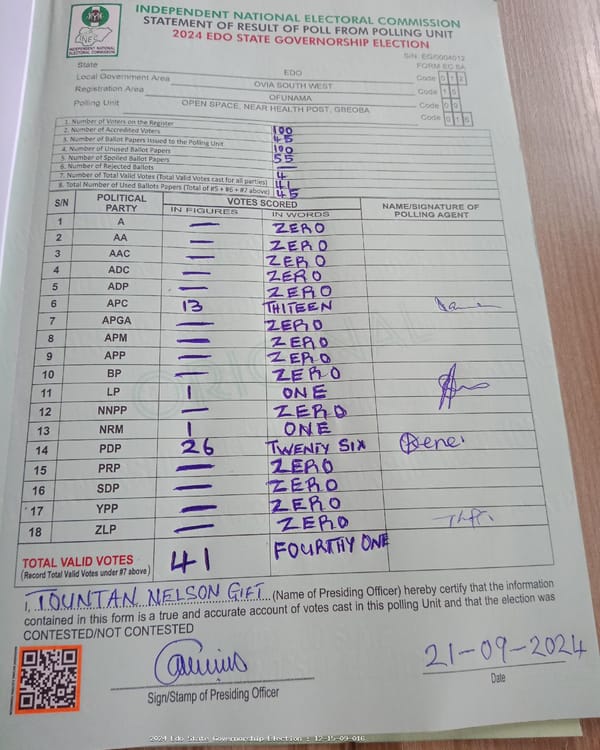 INDEPENDENT NATIONAL ELECTORAL COMMISSION
STATEMENT OF RESULT OF POLL FROM POLLING UNIT
2024 EDO STATE GOVERNORSHIP ELECTION
INEC
INDEPENDENT NATIONAL
ELECTORAL COMMISSION
S/N: EG/0004012
FORM EC 8A
State EDO Code 0 1 2
Local Government Area OVIA SOUTH WEST Code 1 5
Registration Area OFUNAMA Code 0 9
Polling Unit OPEN SPACE, NEAR HEALTH POST, GBEOBA Code 0 1 6
1. Number of Voters on the Register 100
2. Number of Accredited Voters 45
3. Number of Ballot Papers Issued to the Polling Unit 100
4. Number of Unused Ballot Papers 55
5. Number of Spoiled Ballot Papers —
6. Number of Rejected Ballots 4
7. Number of Total Valid Votes (Total Valid Votes cast for all parties) 41
8. Total Number of Used Ballots Papers (Total of #5 + #6 + #7 above) 45
S/N POLITICAL PARTY VOTES SCORED NAME/SIGNATURE OF POLLING AGENT
IN FIGURES IN WORDS
1 A — ZERO
2 AA — ZERO
3 AAC — ZERO
4 ADC — ZERO
5 ADP — ZERO
6 APC 13 THITEEN
7 APGA — ZERO
8 APM — ZERO
9 APP — ZERO
10 BP — ZERO
11 LP 1 ONE
12 NNPP — ZERO
13 NRM 1 ONE
14 PDP 26 TWENTY SIX
15 PRP — ZERO
16 SDP — ZERO
17 YPP — ZERO
18 ZLP — ZERO
ORIGINAL
TOTAL VALID VOTES 41 FOURTHY ONE
(Record Total Valid Votes under #7 above)
I, TOUNTAN NELSON GIFT (Name of Presiding Officer) hereby certify that the information
contained in this form is a true and accurate account of votes cast in this polling Unit and that the election was
CONTESTED/NOT CONTESTED
21-09-2024
Sign/Stamp of Presiding Officer Date
2024 Edo State Governorship Election : 12-15-09-016